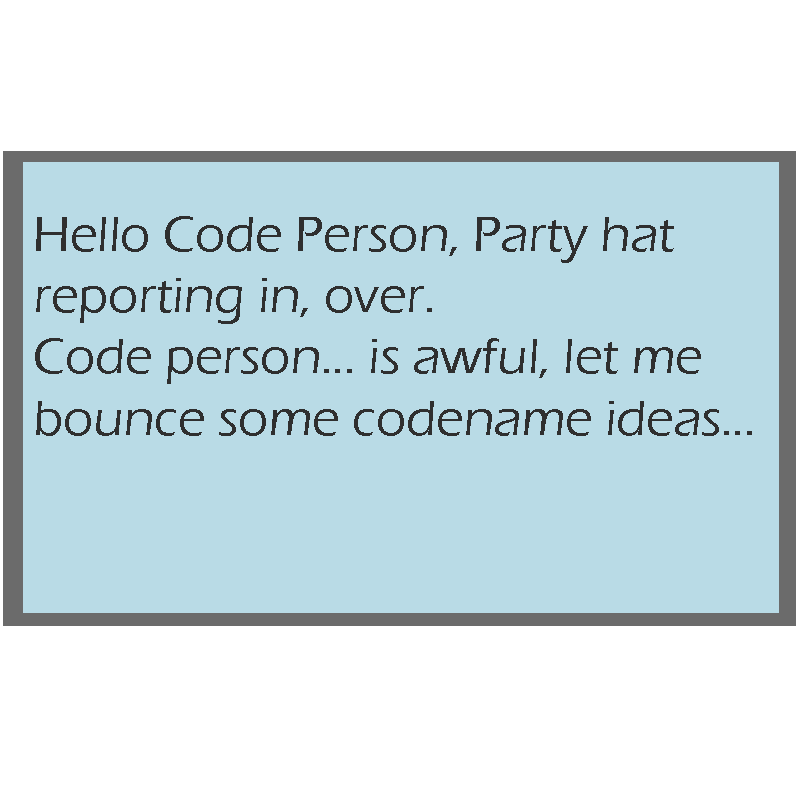 Hello Code Person, Party hat
reporting in, over.
Code person... is awful, let me
bounce some codename ideas...